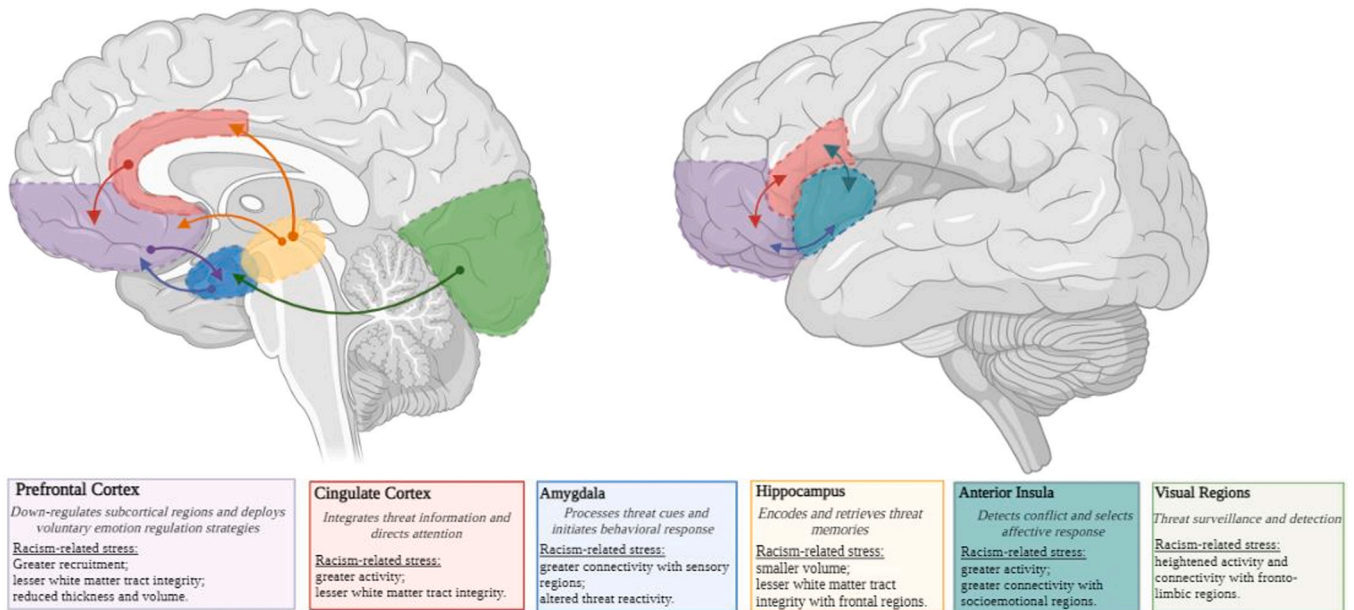 Prefrontal Cortex
Down-regulates subcortical regions and deploys
voluntary emotion regulation strategies
Racism-related stress:
Greater recruitment;
lesser white matter tract integrity;
reduced thickness and volume.
Cingulate Cortex
Integrates threat information and
directs attention
Racism-related stress:
greater activity;
lesser white matter tract integrity.
Amygdala
Processes threat cues and
initiates behavioral response
Racism-related stress:
greater connectivity with sensory
regions;
altered threat reactivity.
Hippocampus
Encodes and retrieves threat
memories
Racism-related stress:
smaller volume;
lesser white matter tract
integrity with frontal regions.
Anterior Insula
Detects conflict and selects
affective response
Racism-related stress:
greater activity;
greater connectivity with
socioemotional regions.
Visual Regions
Threat surveillance and detection
Racism-related stress:
heightened activity and
connectivity with fronto-
limbic regions.